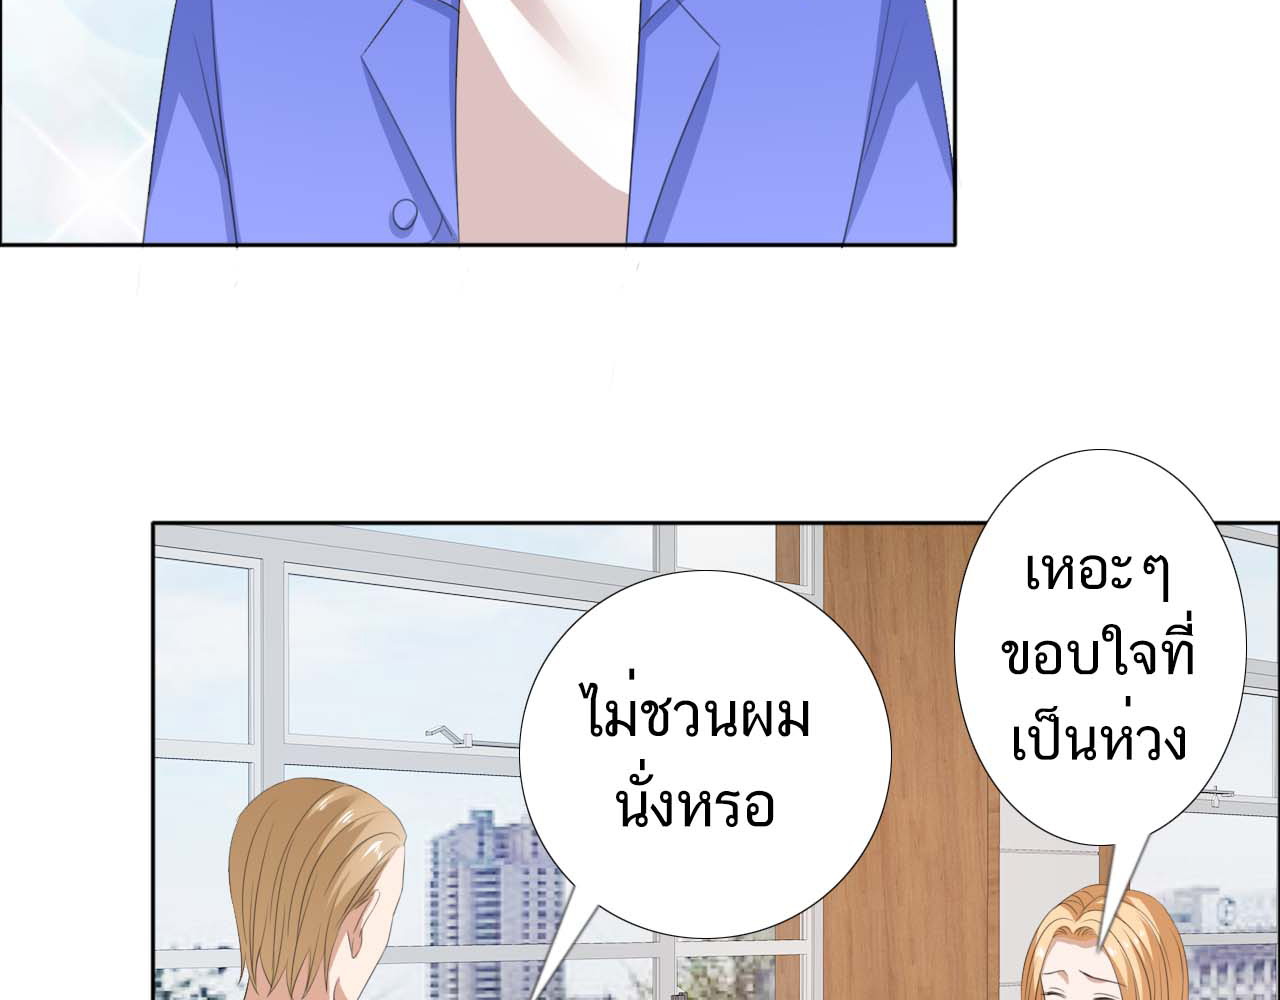 เหอะๆ
ขอบใจที่
เป็นห่วง
ไม่ชวนผม
นั่งหรอ